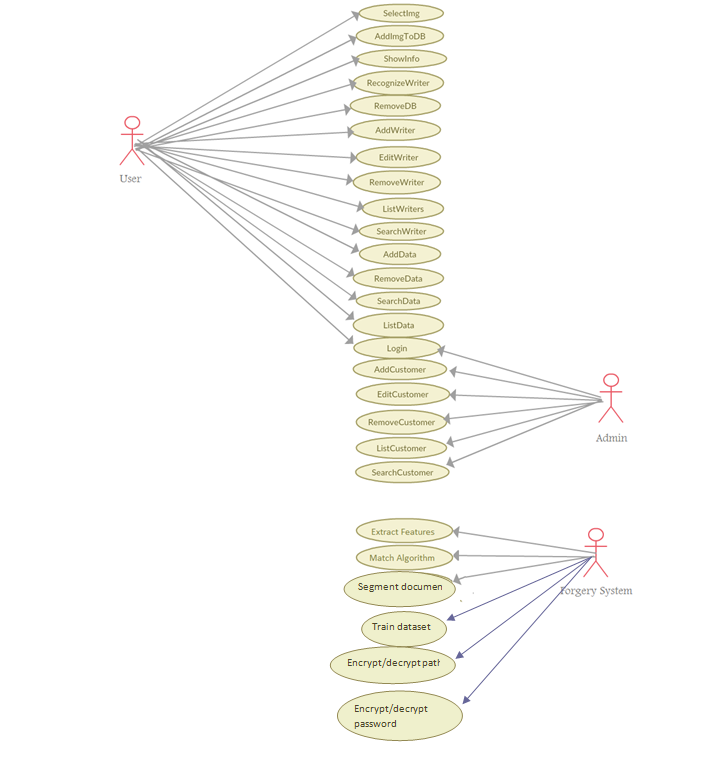 SelectImg
AddImgToDB
ShowInfo
RecognizeWriter
RemoveDB
AddWriter
EditWriter
User
RemoveWriter
ListWriters
SearchWriter
AddData
RemoveData
SearchData
ListData
Login
AddCustomer
EditCustomer
RemoveCustomer
Admin
ListCustomer
SearchCustomer
Extract Features
Match Algorithm
Segment documen
Forgery System
Train dataset
Encrypt/decrypt path
Encrypt/decrypt
password